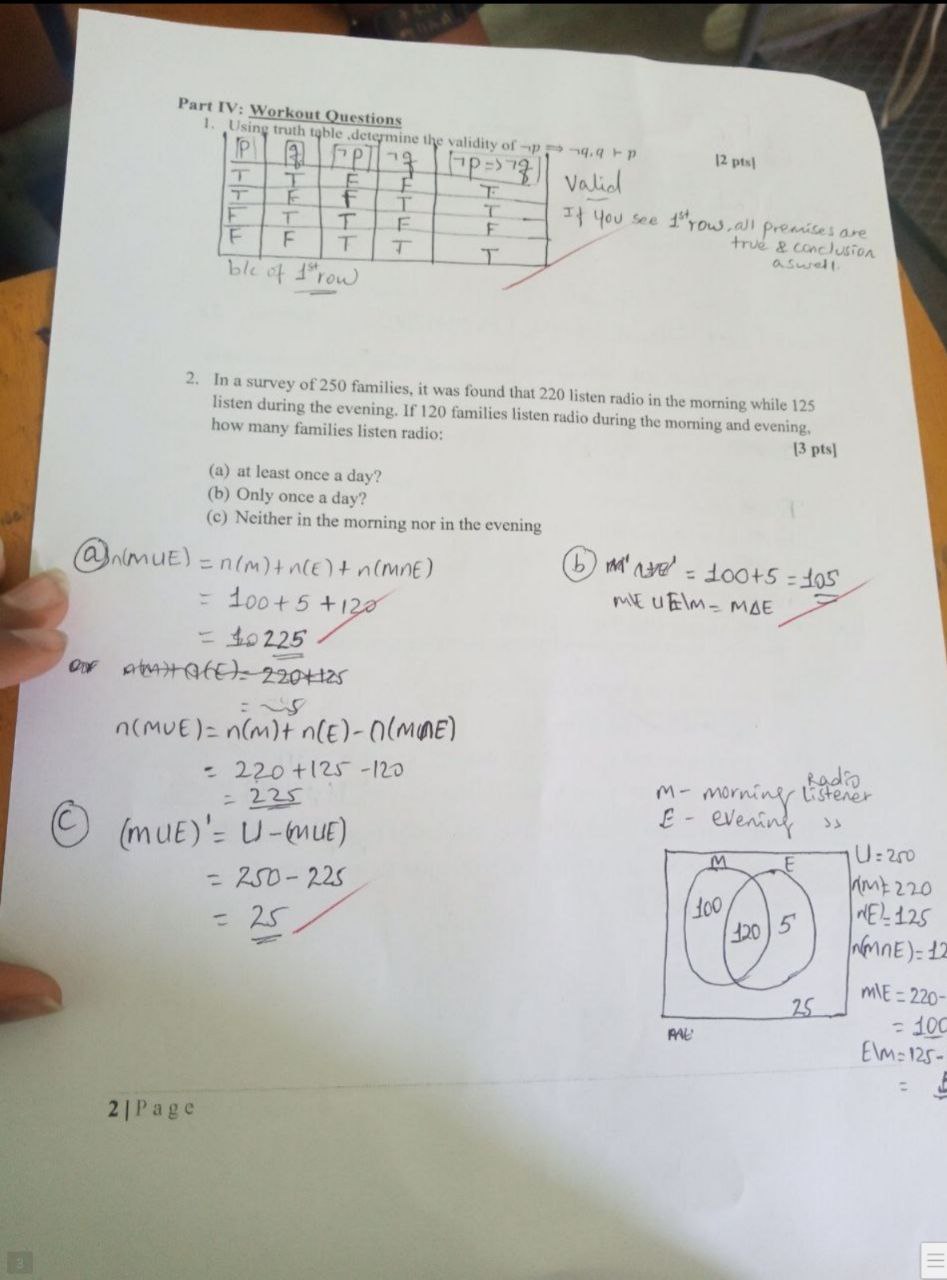 Part IV: Workout Questions
1. Using truth table ,determine the validity of ¬p ⟹ ¬q, q ⊢ p [2 pts]
p q ¬p ¬q ¬p⇒¬q
T T F F T
T F F T T
F T T F F
F F T T T
Valid
If you see 1st row, all premises are
true & conclusion
aswell.
b/c of 1st row
2. In a survey of 250 families, it was found that 220 listen radio in the morning while 125
listen during the evening. If 120 families listen radio during the morning and evening,
how many families listen radio:
[3 pts]
(a) at least once a day?
(b) Only once a day?
(c) Neither in the morning nor in the evening
(a) n(MUE) = n(M)+n(E)+n(M∩E)
= 100+5+120
= 225
or n(M)+n(E)= 220+125
n(MUE)= n(M)+n(E)-n(M∩E)
= 220+125-120
= 225
(b) = 100+5=105
M\E U E\M= M∆E
(c) (MUE)'= U-(MUE)
= 250-225
= 25
M- morning Radio Listener
E- evening ››
M E
100 120 5
25
U=250
n(M)=220
n(E)=125
n(M∩E)=12
M\E=220-
= 100
E\M=125-
=
2|Page
3